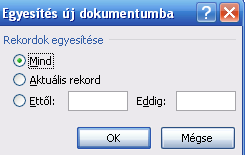 Egyesítés új dokumentumba
Rekordok egyesítése
Mind
Aktuális rekord
Ettől: Eddig:
OK Mégse